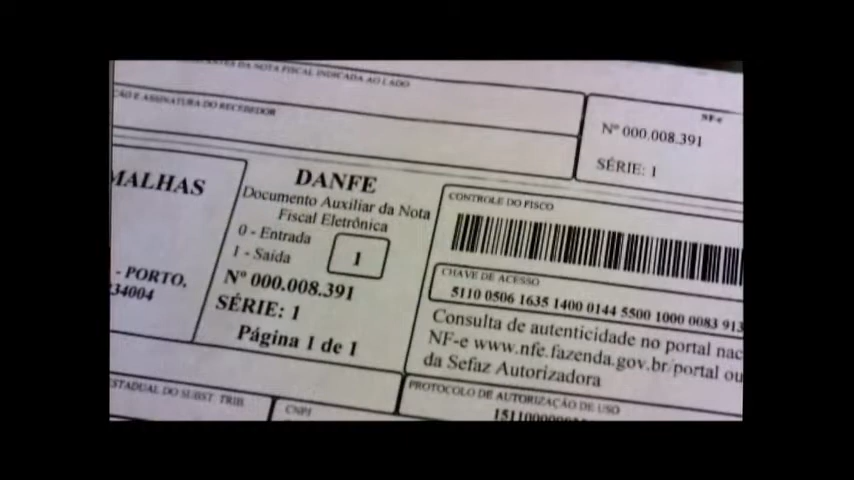 ANTES DA NOTA FISCAL INDICADA AO LADO
NF-e
Nº 000.008.391
SÉRIE: 1
ÇÃO E ASSINATURA DO RECEBEDOR
MALHAS
- PORTO,
34004
DANFE
Documento Auxiliar da Nota
Fiscal Eletrônica
0 - Entrada
1 - Saída
1
Nº 000.008.391
SÉRIE: 1
Página 1 de 1
CONTROLE DO FISCO
CHAVE DE ACESSO
5110 0506 1635 1400 0144 5500 1000 0083 913
Consulta de autenticidade no portal nac
NF-e www.nfe.fazenda.gov.br/portal ou
da Sefaz Autorizadora
PROTOCOLO DE AUTORIZAÇÃO DE USO
ESTADUAL DO SUBST. TRIB.
CNPJ